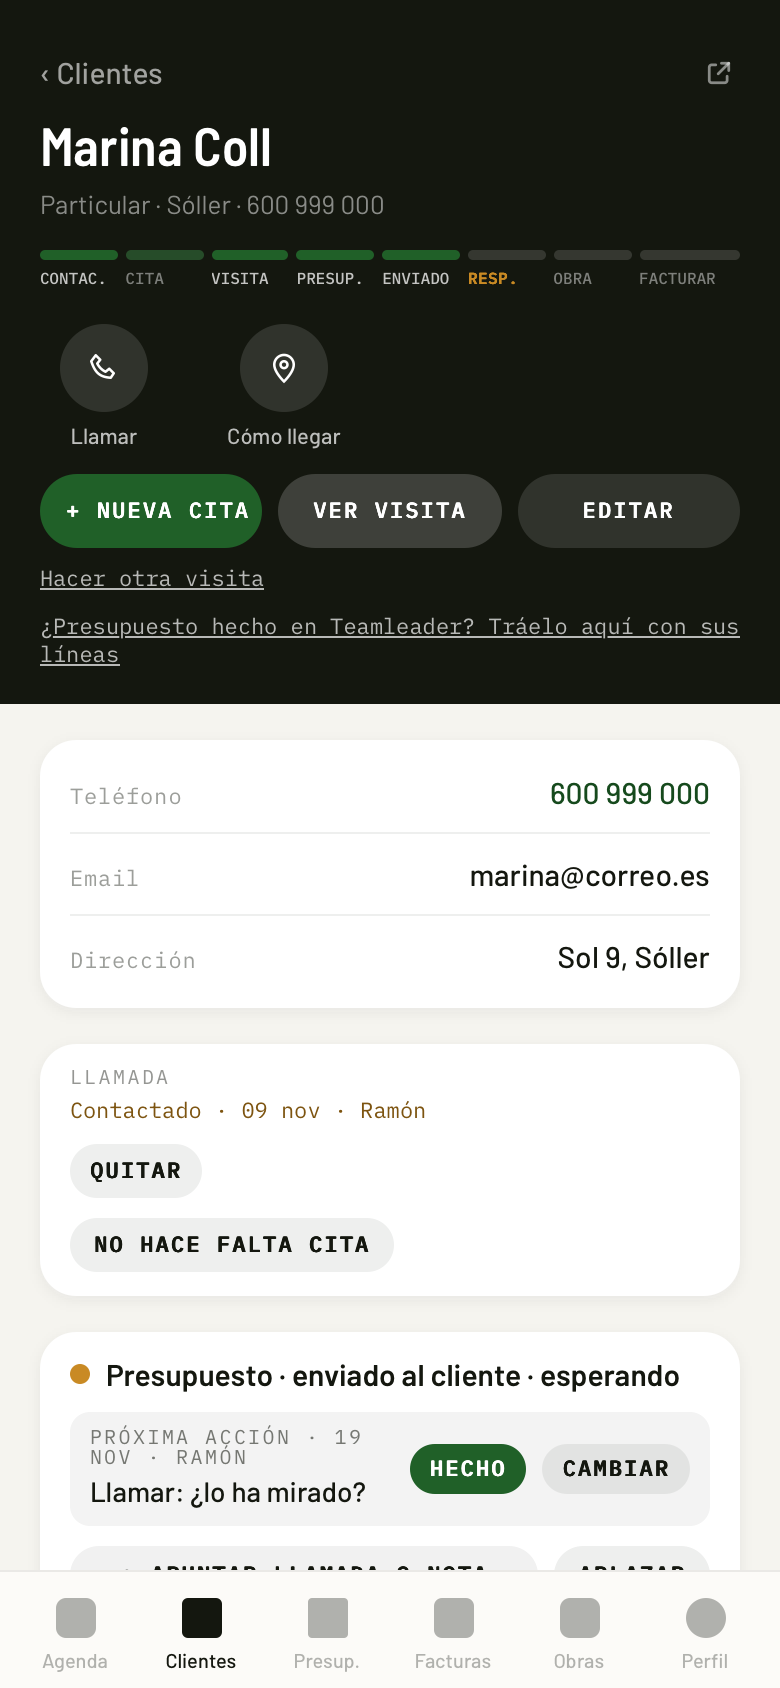 ‹ Clientes
Marina Coll
Particular · Sóller · 600 999 000
CONTAC. CITA VISITA PRESUP. ENVIADO RESP. OBRA FACTURAR
Llamar Cómo llegar
+ NUEVA CITA VER VISITA EDITAR
Hacer otra visita
¿Presupuesto hecho en Teamleader? Tráelo aquí con sus
líneas
Teléfono 600 999 000
Email marina@correo.es
Dirección Sol 9, Sóller
LLAMADA
Contactado · 09 nov · Ramón
QUITAR
NO HACE FALTA CITA
Presupuesto · enviado al cliente · esperando
PRÓXIMA ACCIÓN · 19
NOV · RAMÓN
Llamar: ¿lo ha mirado?
HECHO CAMBIAR
Agenda Clientes Presup. Facturas Obras Perfil